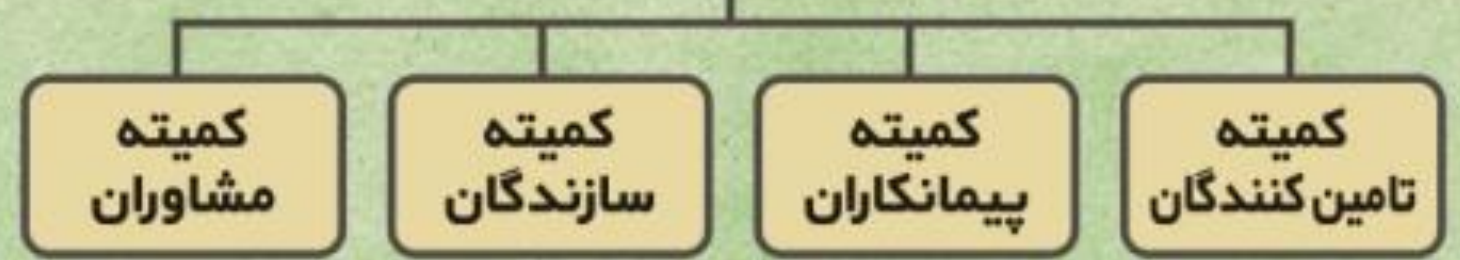 کمیته
تامین کنندگان
کمیته
پیمانکاران
کمیته
سازندگان
کمیته
مشاوران